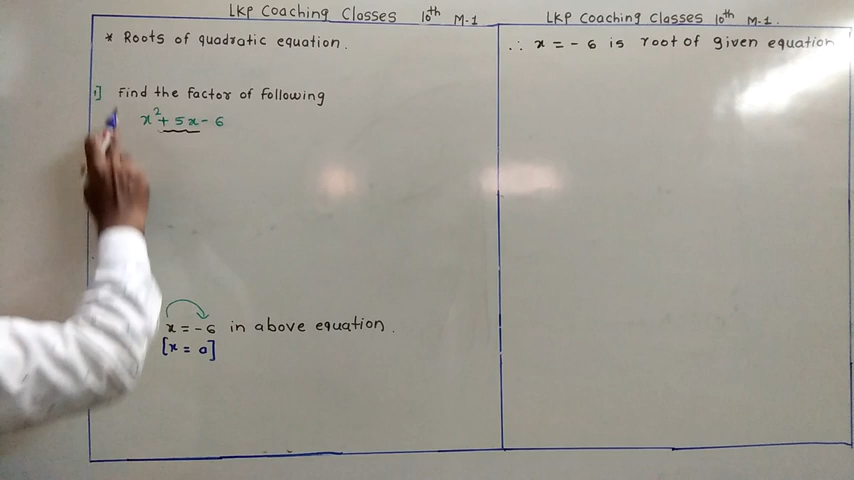 LKP Coaching Classes 10th M-1
* Roots of quadratic equation.
1] Find the factor of following
x² + 5x - 6
x = -6 in above equation.
[x = a]
LKP Coaching Classes 10th M-1.
∴ x = - 6 is root of given equation